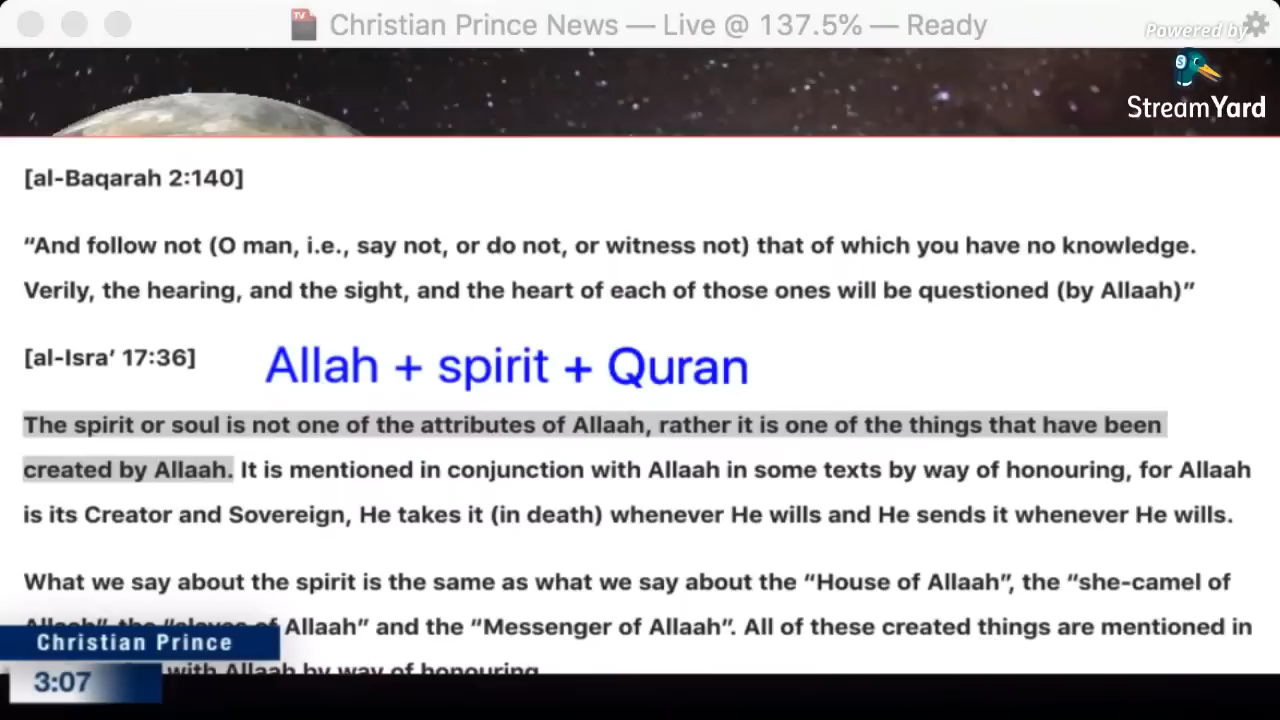 Christian Prince News — Live @ 137.5% — Ready
Powered by
StreamYard
[al-Baqarah 2:140]
“And follow not (O man, i.e., say not, or do not, or witness not) that of which you have no knowledge.
Verily, the hearing, and the sight, and the heart of each of those ones will be questioned (by Allaah)”
[al-Isra’ 17:36]
Allah + spirit + Quran
The spirit or soul is not one of the attributes of Allaah, rather it is one of the things that have been
created by Allaah. It is mentioned in conjunction with Allaah in some texts by way of honouring, for Allaah
is its Creator and Sovereign, He takes it (in death) whenever He wills and He sends it whenever He wills.
What we say about the spirit is the same as what we say about the “House of Allaah”, the “she-camel of
Allaah”, the “slaves of Allaah” and the “Messenger of Allaah”. All of these created things are mentioned in
with Allaah by way of honouring.
Christian Prince
3:07